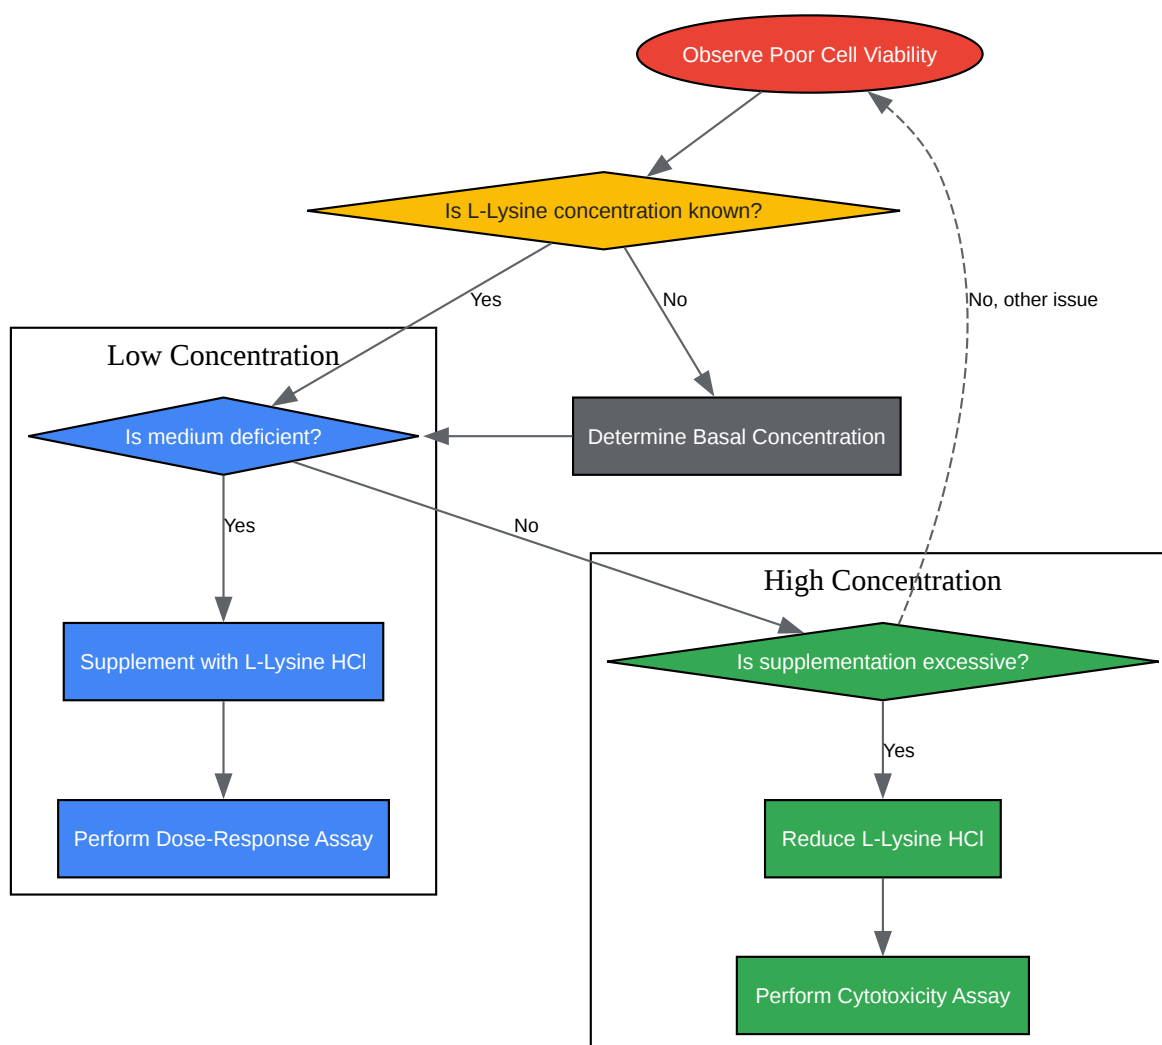 Observe Poor Cell Viability
Is L-Lysine concentration known?
Yes
No
No, other issue
Low Concentration
Is medium deficient?
Determine Basal Concentration
Yes
No
High Concentration
Supplement with L-Lysine HCl
Is supplementation excessive?
Yes
Perform Dose-Response Assay
Reduce L-Lysine HCl
Perform Cytotoxicity Assay